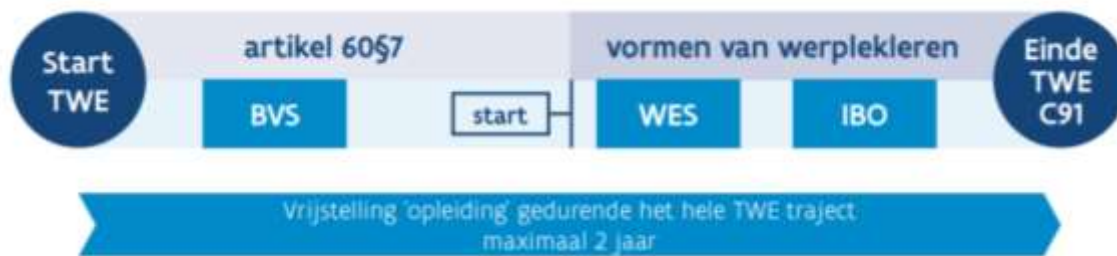 Start
TWE
artikel 60§7
vormen van werplekleren
Einde
TWE
C91
BVS
start
WES
IBO
Vrijstelling 'opleiding' gedurende het hele TWE traject
maximaal 2 jaar